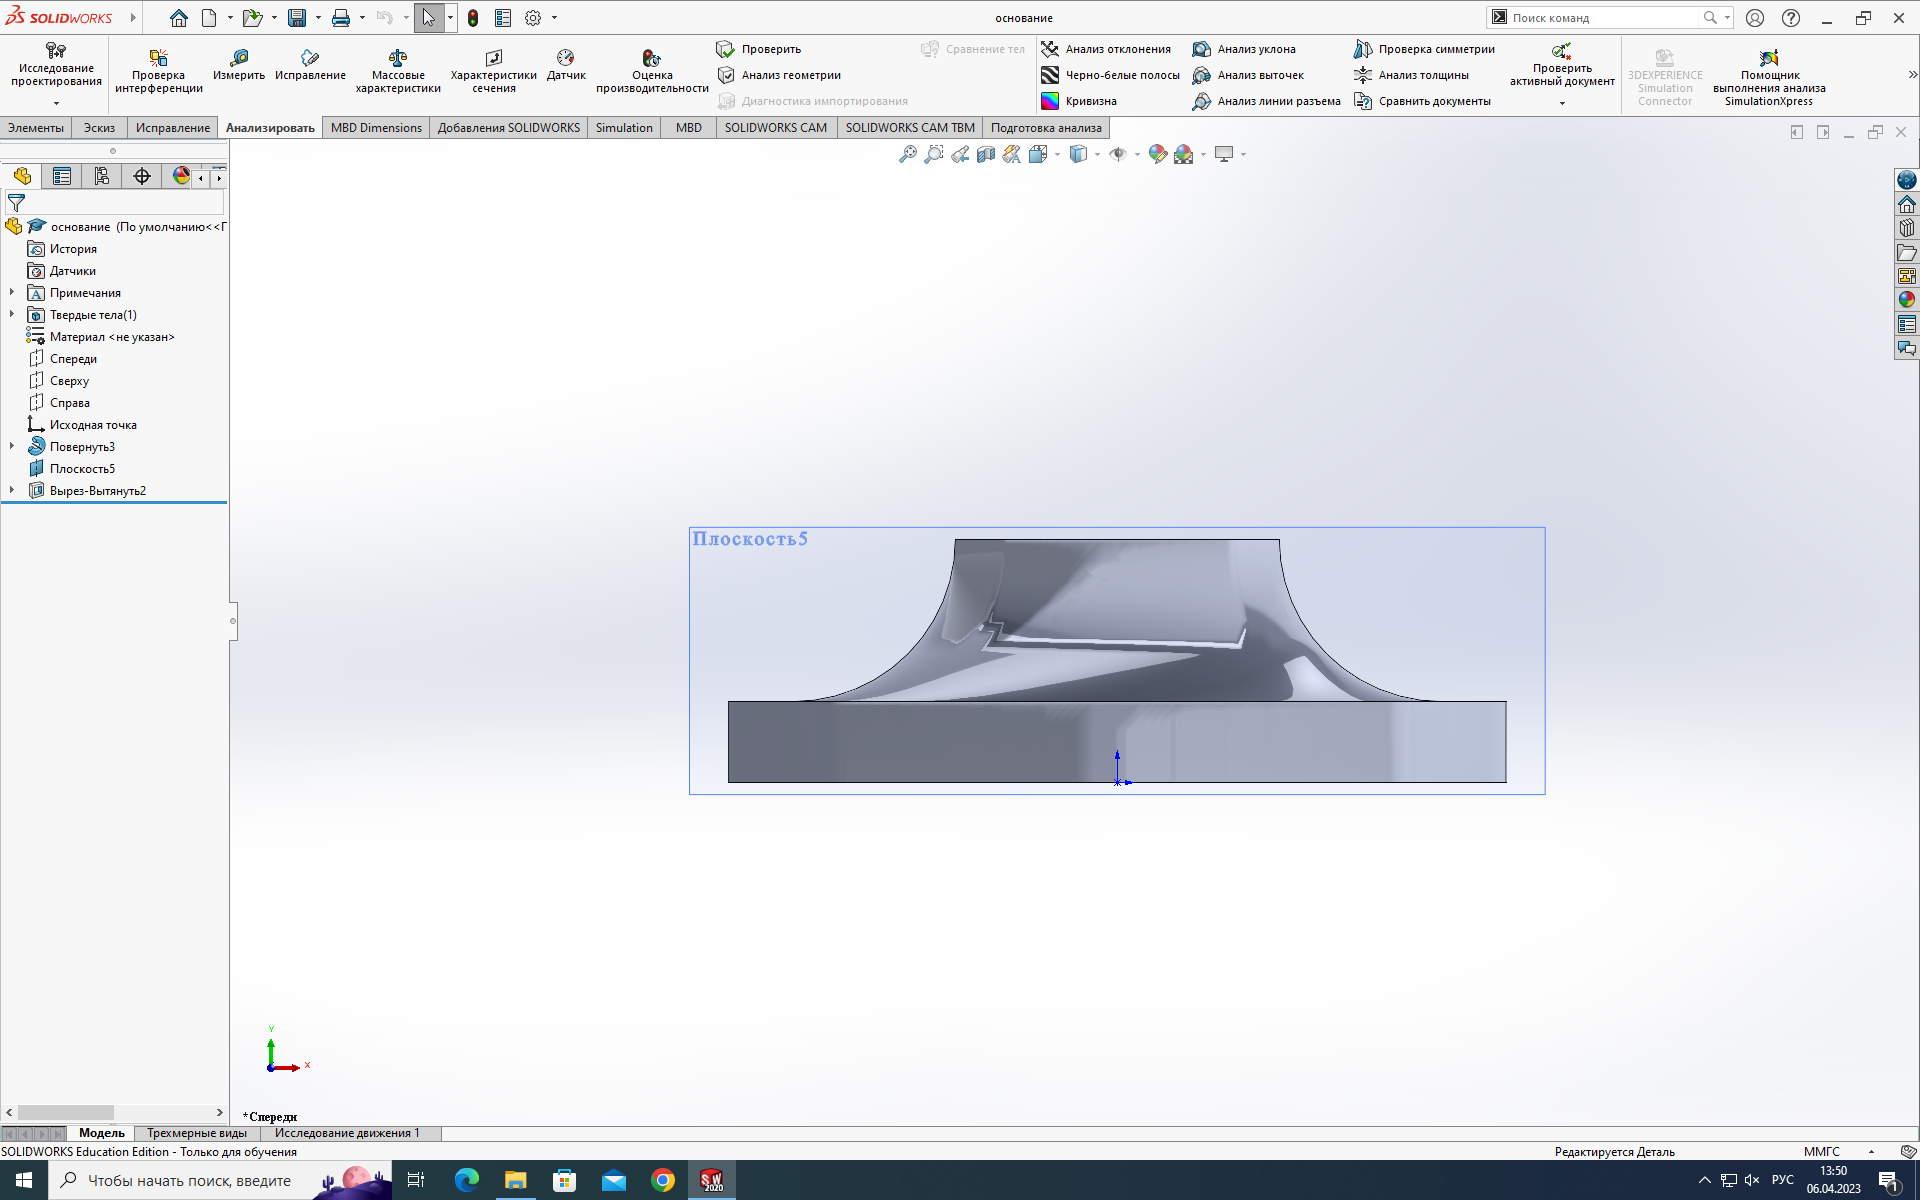 SOLIDWORKS
основание
Поиск команд
Исследование проектирования
Проверка интерференции
Измерить
Исправление
Массовые характеристики
Характеристики сечения
Датчик
Оценка производительности
Проверить
Анализ геометрии
Диагностика импортирования
Сравнение тел
Анализ отклонения
Черно-белые полосы
Кривизна
Анализ уклона
Анализ выточек
Анализ линии разъема
Проверка симметрии
Анализ толщины
Сравнить документы
Проверить активный документ
3DEXPERIENCE Simulation Connector
Помощник выполнения анализа SimulationXpress
Элементы
Эскиз
Исправление
Анализировать
MBD Dimensions
Добавления SOLIDWORKS
Simulation
MBD
SOLIDWORKS CAM
SOLIDWORKS CAM TBM
Подготовка анализа
основание (По умолчанию<<Г
История
Датчики
Примечания
Твердые тела(1)
Материал <не указан>
Спереди
Сверху
Справа
Исходная точка
Повернуть3
Плоскость5
Вырез-Вытянуть2
Плоскость5
Y
X
*Спереди
Модель
Трехмерные виды
Исследование движения 1
SOLIDWORKS Education Edition - Только для обучения
Редактируется Деталь
ММГС
Чтобы начать поиск, введите
SW 2020
РУС
13:50
06.04.2023
1